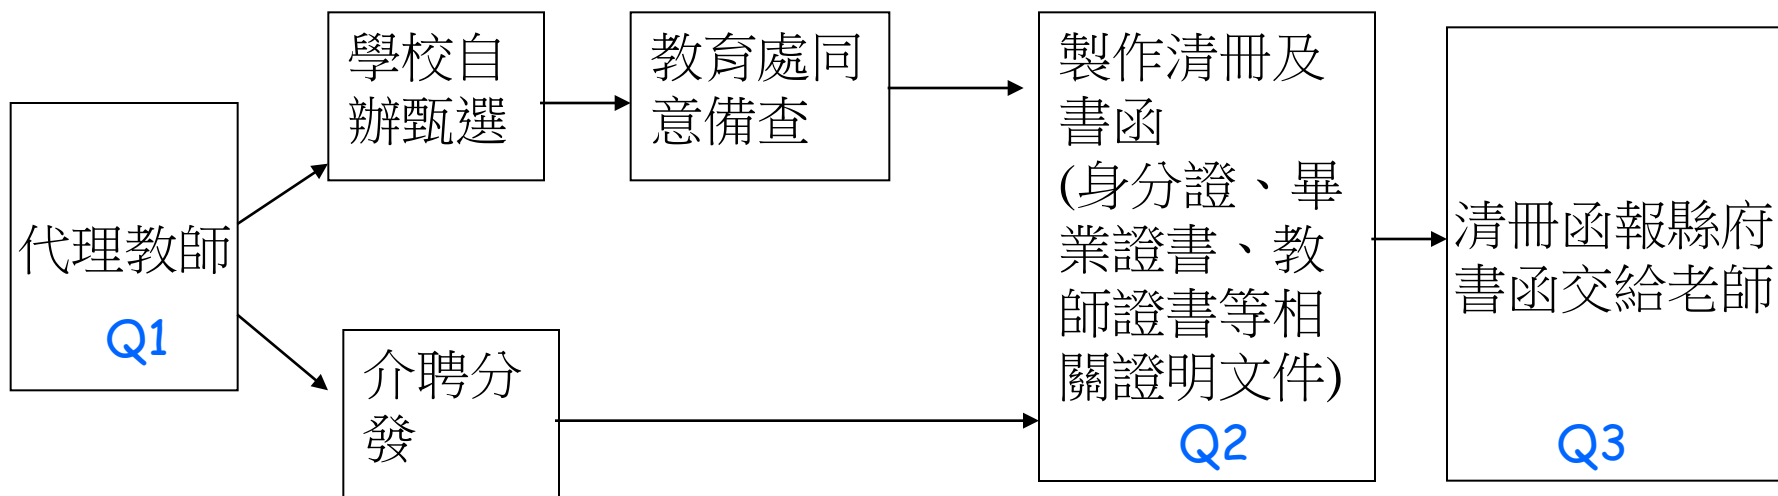 代理教師
Q1
學校自
辦甄選
教育處同
意備查
介聘分
發
製作清冊及
書函
(身分證、畢
業證書、教
師證書等相
關證明文件)
Q2
清冊函報縣府
書函交給老師
Q3